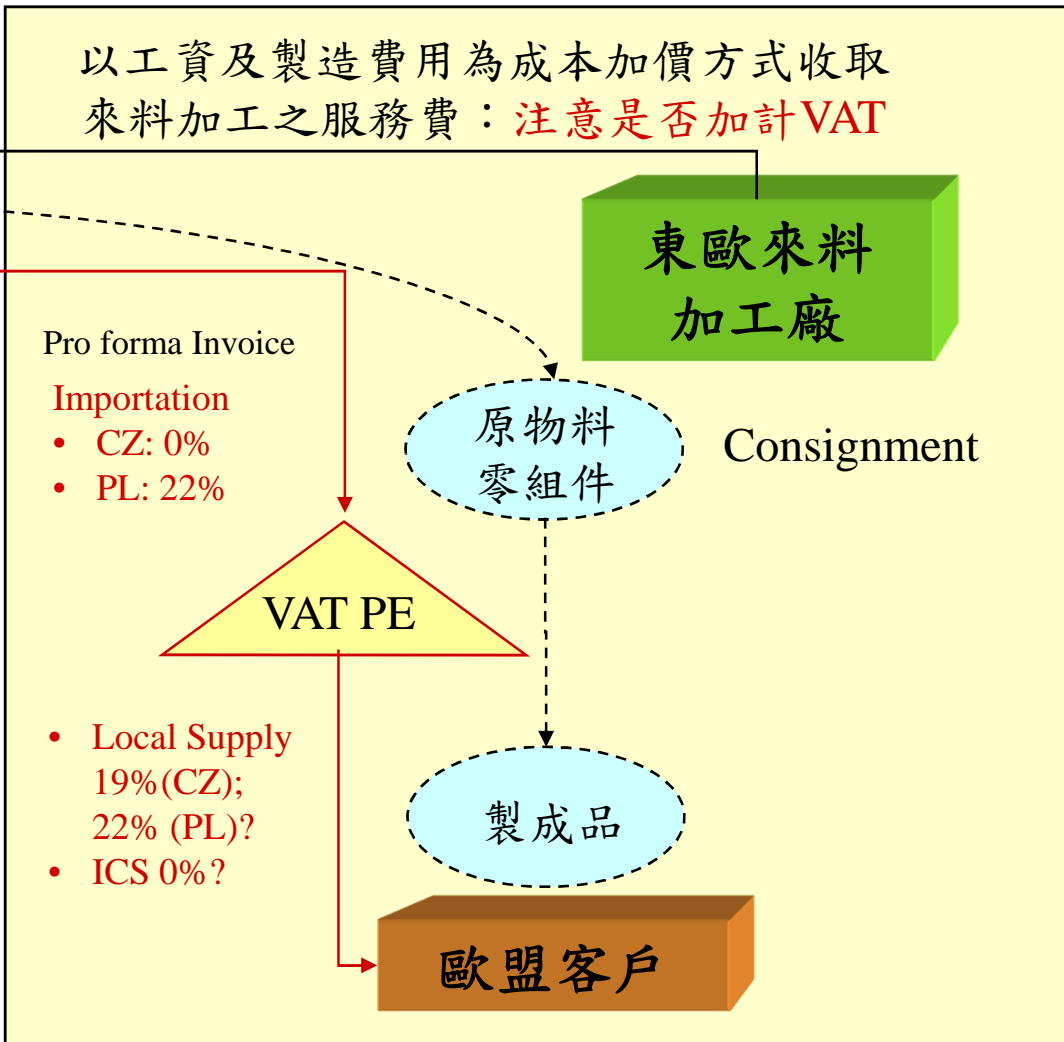 以工資及製造費用為成本加價方式收取
來料加工之服務費：注意是否加計VAT
東歐來料
加工廠
Pro forma Invoice
Importation
• CZ: 0%
• PL: 22%
原物料
零組件
Consignment
VAT PE
• Local Supply
19%(CZ);
22% (PL)?
• ICS 0%?
製成品
歐盟客戶